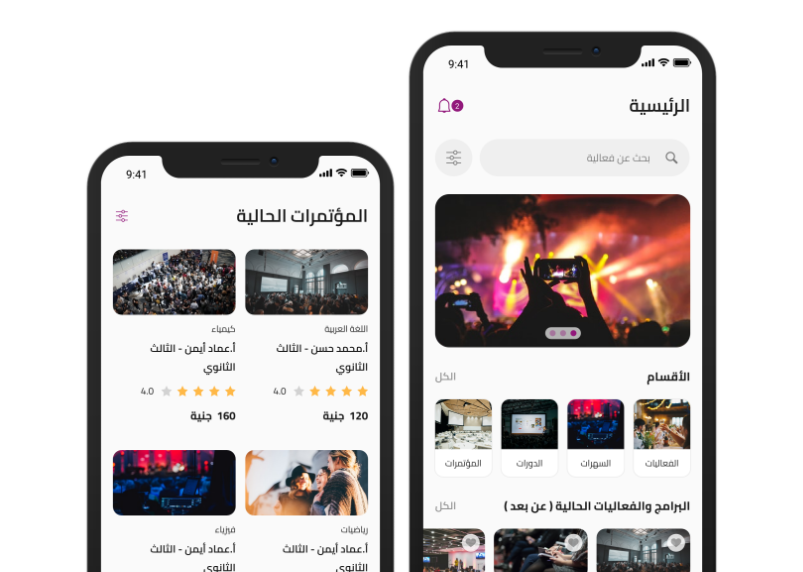 9:41
الرئيسية
2
بحث عن فعالية
الأقسام
الكل
الفعاليات
السهرات
الدورات
المؤتمرات
البرامج والفعاليات الحالية ( عن بعد )
الكل
9:41
المؤتمرات الحالية
اللغة العربية
أ.محمد حسن - الثالث
الثانوي
4.0
120 جنية
كيمياء
أ.عماد أيمن - الثالث
الثانوي
4.0
160 جنية
رياضيات
أ.عماد أيمن - الثالث
الثانوي
فيزياء
أ.عماد أيمن - الثالث
الثانوي